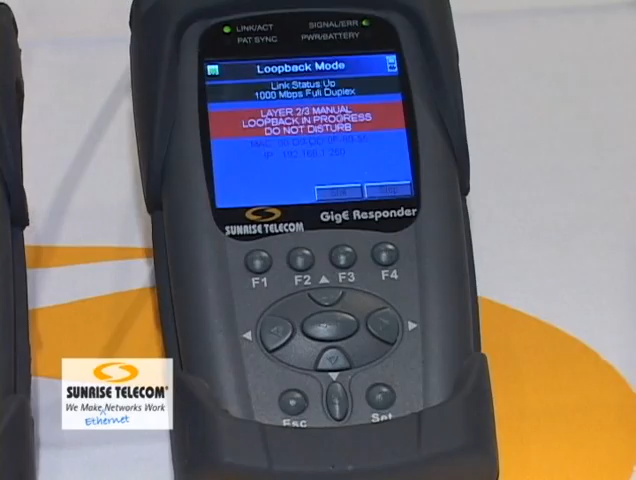 LINK/ACT
SIGNAL/ERR
PAT SYNC
PWR/BATTERY
Loopback Mode
Link Status:Up
1000 Mbps Full Duplex
LAYER 2/3 MANUAL
LOOPBACK IN PROGRESS
DO NOT DISTURB
SUNRISE TELECOM
GigE Responder
F1
F2
F3
F4
Esc
Set
SUNRISE TELECOM®
We Make Networks Work
Ethernet